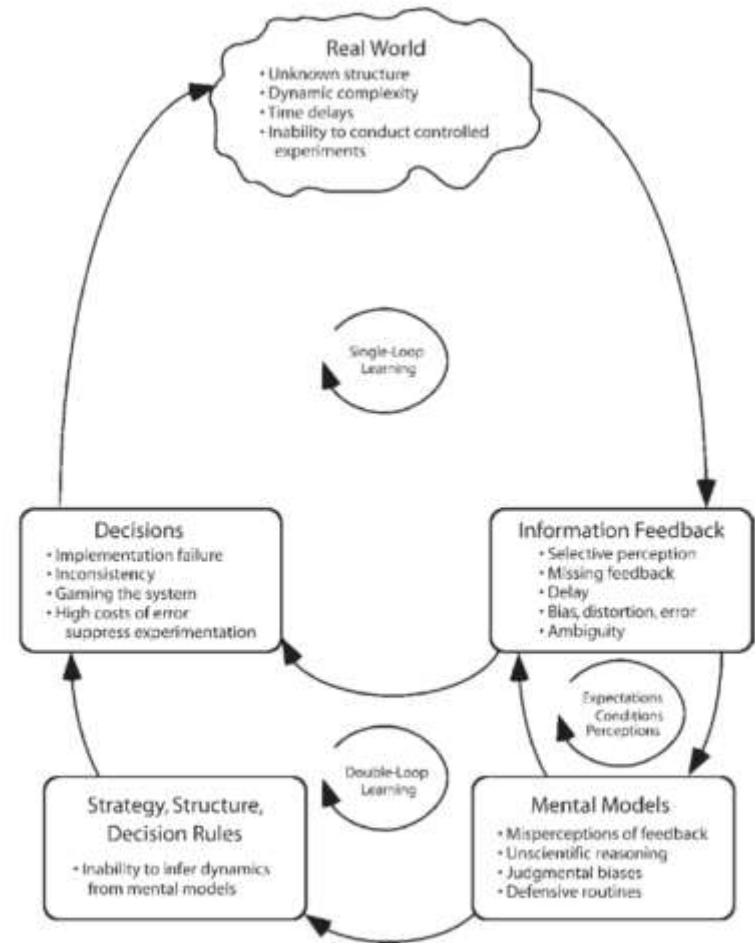 Real World
• Unknown structure
• Dynamic complexity
• Time delays
• Inability to conduct controlled
experiments
Single-Loop
Learning
Decisions
• Implementation failure
• Inconsistency
• Gaming the system
• High costs of error
suppress experimentation
Information Feedback
• Selective perception
• Missing feedback
• Delay
• Bias, distortion, error
• Ambiguity
Expectations
Conditions
Perceptions
Double-Loop
Learning
Strategy, Structure,
Decision Rules
• Inability to infer dynamics
from mental models
Mental Models
• Misperceptions of feedback
• Unscientific reasoning
• Judgmental biases
• Defensive routines